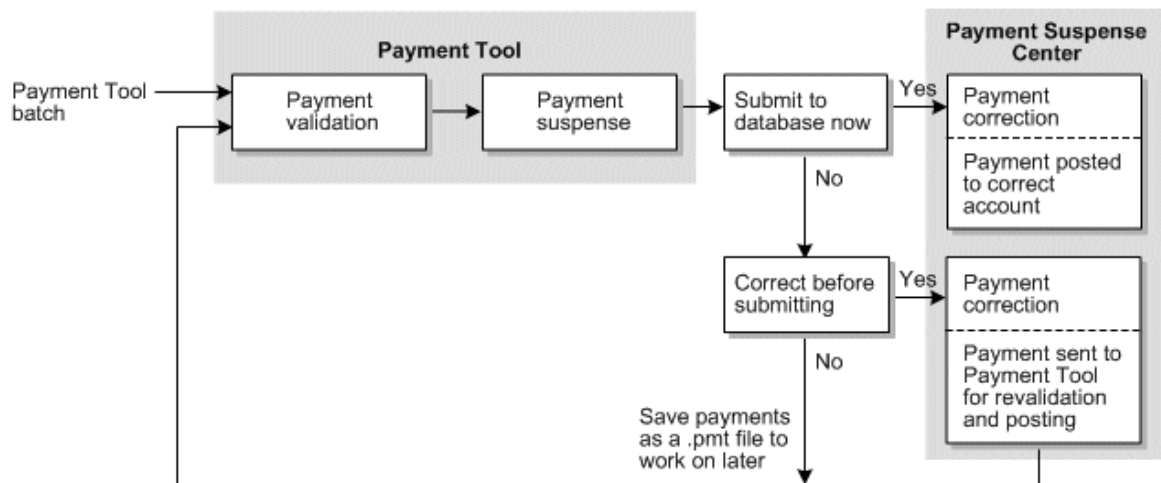 Payment Tool
Payment Suspense
Center
Payment Tool
batch
Payment
validation
Payment
suspense
Submit to
database now
Yes
Payment
correction
Payment posted
to correct
account
No
Correct before
submitting
Yes
Payment
correction
Payment sent to
Payment Tool
for revalidation
and posting
No
Save payments
as a .pmt file to
work on later